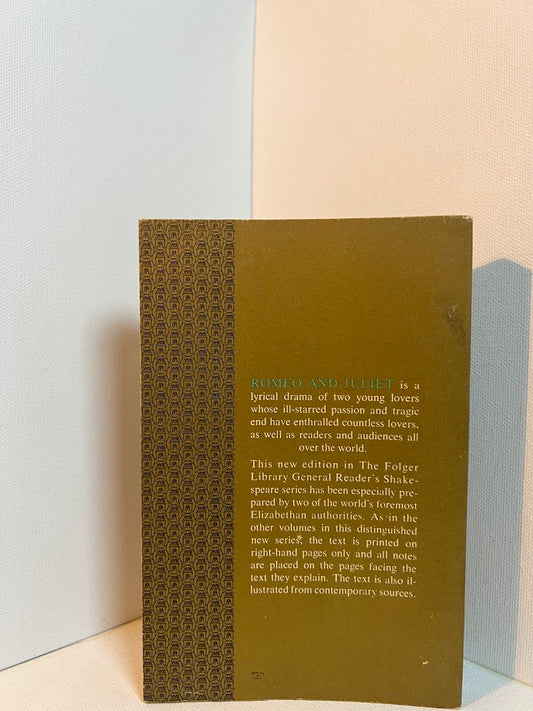 ROMEO AND JULIET is a
lyrical drama of two young lovers
whose ill-starred passion and tragic
end have enthralled countless lovers,
as well as readers and audiences all
over the world.
This new edition in The Folger
Library General Reader's Shake-
speare series has been especially pre-
pared by two of the world's foremost
Elizabethan authorities. As in the
other volumes in this distinguished
new series, the text is printed on
right-hand pages only and all notes
are placed on the pages facing the
text they explain. The text is also il-
lustrated from contemporary sources.